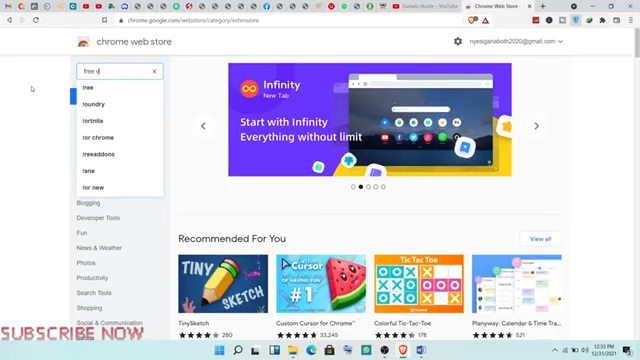 Daniels Hustle - YouTube
Chrome Web Store - Extensions
chrome.google.com/webstore/category/extensions
chrome web store
nyesiganaboth2020@gmail.com
free v
free
foundry
fortnite
for chrome
freeaddons
fane
for new
Blogging
Developer Tools
Fun
News & Weather
Photos
Productivity
Search Tools
Shopping
Social & Communication
Infinity
New Tab
Start with Infinity
Everything without limit
Recommended For You
View all
TINY
SKETCH
CURSOR
OF HAVING FUN
#1
TIC TAC TOE
TinySketch
280
Custom Cursor for Chrome™
33,245
Colorful Tic-Tac-Toe
Planyway: Calendar & Time Tra...
SUBSCRIBE NOW
12:33 PM
12/31/2021